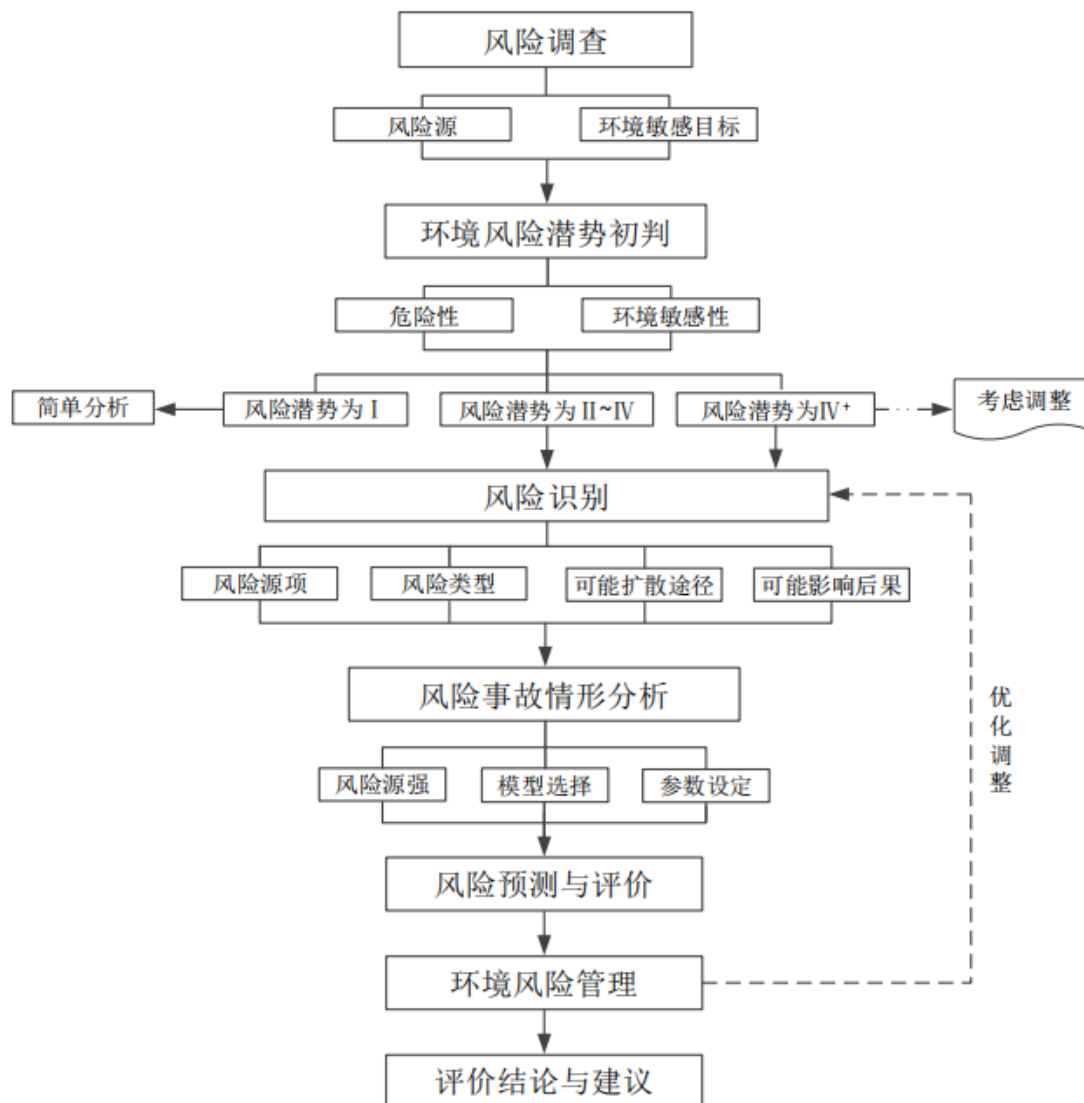 风险调查
风险源
环境敏感目标
环境风险潜势初判
危险性
环境敏感性
简单分析
风险潜势为Ⅰ
风险潜势为Ⅱ~Ⅳ
风险潜势为Ⅳ+
考虑调整
风险识别
风险源项
风险类型
可能扩散途径
可能影响后果
风险事故情形分析
风险源强
模型选择
参数设定
优化调整
风险预测与评价
环境风险管理
评价结论与建议